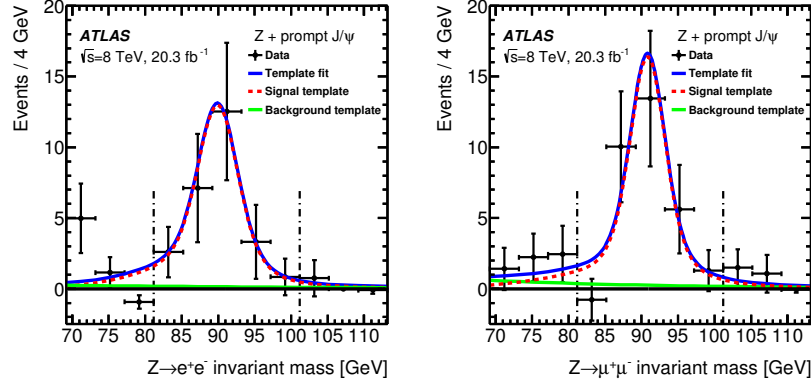 Events / 4 GeV
20
15
10
5
0
ATLAS
√s=8 TeV, 20.3 fb⁻¹
Z + prompt J/ψ
Data
Template fit
Signal template
Background template
70 75 80 85 90 95 100 105 110
Z→e⁺e⁻ invariant mass [GeV]
Events / 4 GeV
20
15
10
5
0
ATLAS
√s=8 TeV, 20.3 fb⁻¹
Z + prompt J/ψ
Data
Template fit
Signal template
Background template
70 75 80 85 90 95 100 105 110
Z→μ⁺μ⁻ invariant mass [GeV]